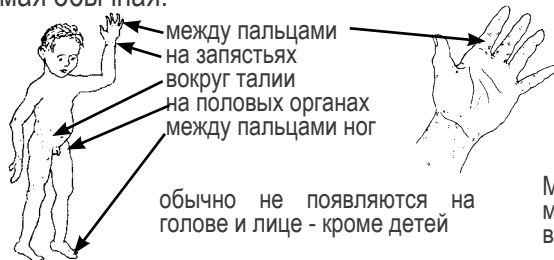 мая обычная:
между пальцами
на запястьях
вокруг талии
на половых органах
между пальцами ног
обычно не появляются на
голове и лице - кроме детей